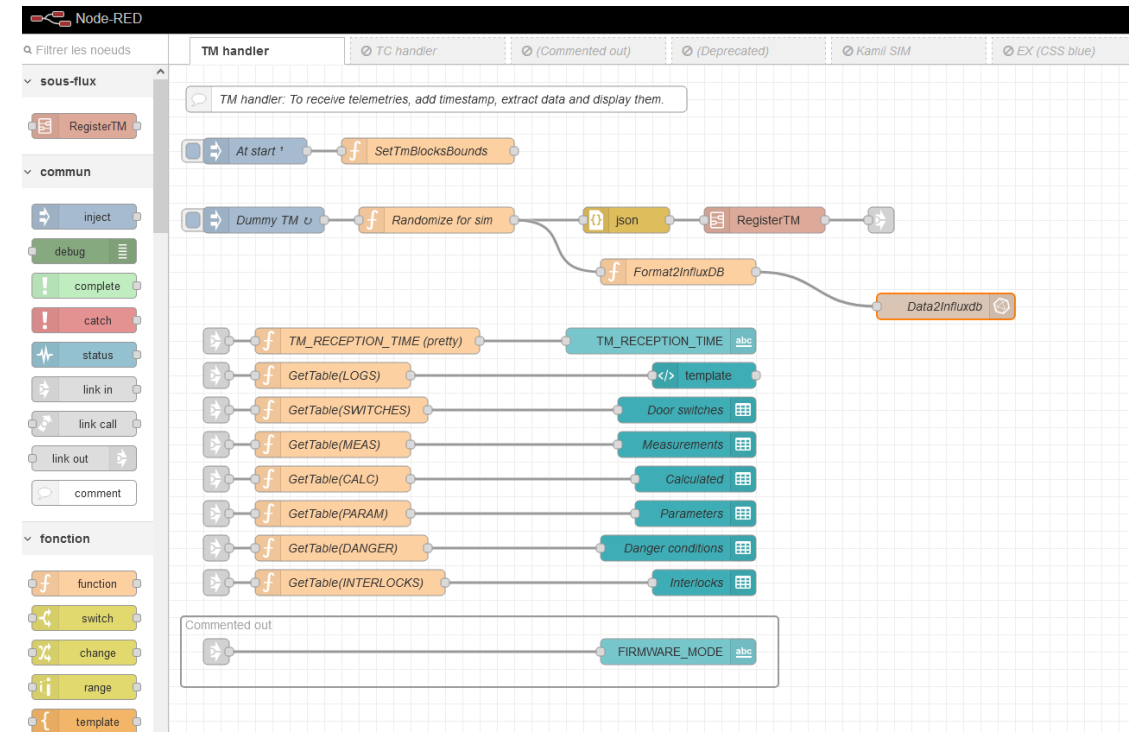 Node-RED
Filtrer les noeuds
TM handler
TC handler
(Commented out)
(Deprecated)
Kamil SIM
EX (CSS blue)
sous-flux
RegisterTM
commun
inject
debug
complete
catch
status
link in
link call
link out
comment
fonction
function
switch
change
range
template
TM handler: To receive telemetries, add timestamp, extract data and display them.
At start ¹
SetTmBlocksBounds
Dummy TM ↻
Randomize for sim
json
RegisterTM
Format2InfluxDB
Data2Influxdb
TM_RECEPTION_TIME (pretty)
TM_RECEPTION_TIME
abc
GetTable(LOGS)
template
GetTable(SWITCHES)
Door switches
GetTable(MEAS)
Measurements
GetTable(CALC)
Calculated
GetTable(PARAM)
Parameters
GetTable(DANGER)
Danger conditions
GetTable(INTERLOCKS)
Interlocks
Commented out
FIRMWARE_MODE
abc